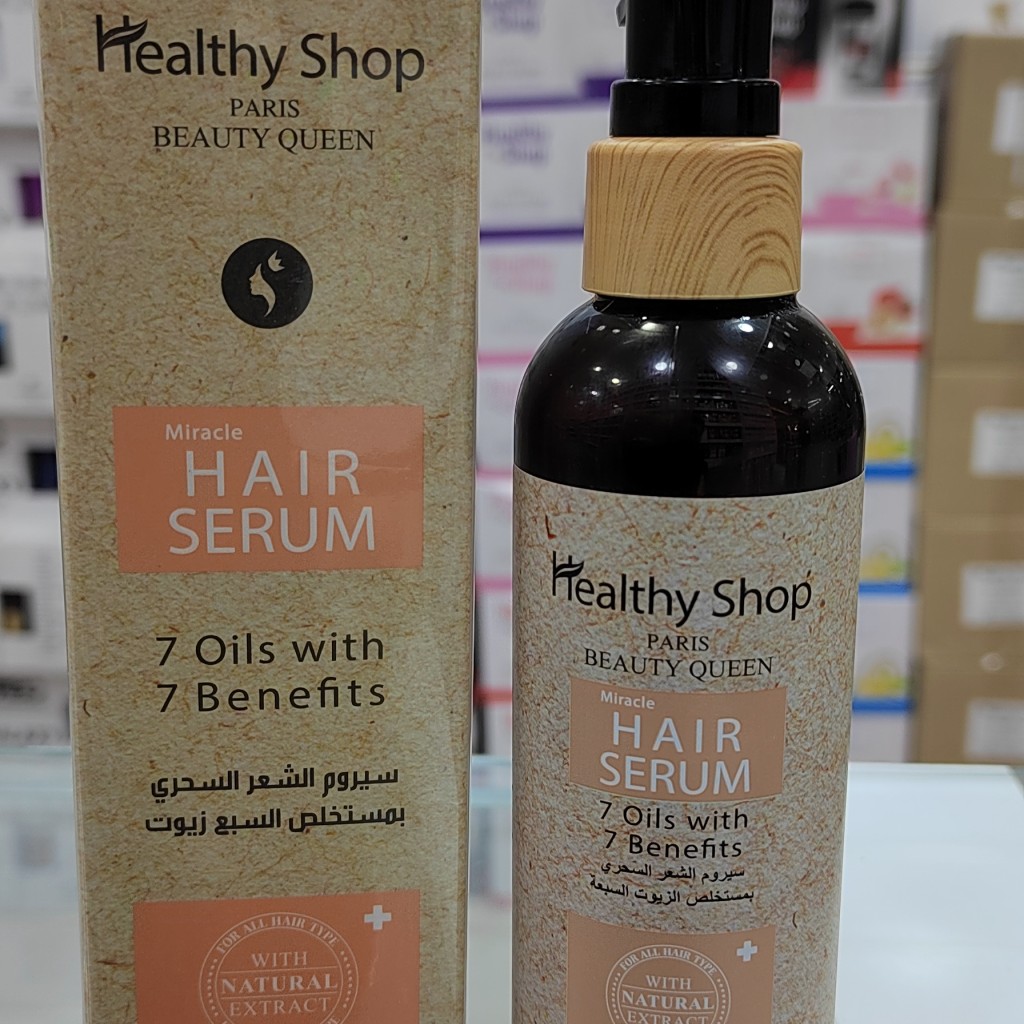 Healthy Shop
PARIS
BEAUTY QUEEN
Miracle
HAIR
SERUM
7 Oils with
7 Benefits
سيروم الشعر السحري
بمستخلص السبع زيوت
FOR ALL HAIR TYPE
WITH
NATURAL
EXTRACT
Healthy Shop
PARIS
BEAUTY QUEEN
Miracle
HAIR
SERUM
7 Oils with
7 Benefits
سيروم الشعر السحري
بمستخلص الزيوت السبعة
FOR ALL HAIR TYPE
WITH
NATURAL
EXTRACT